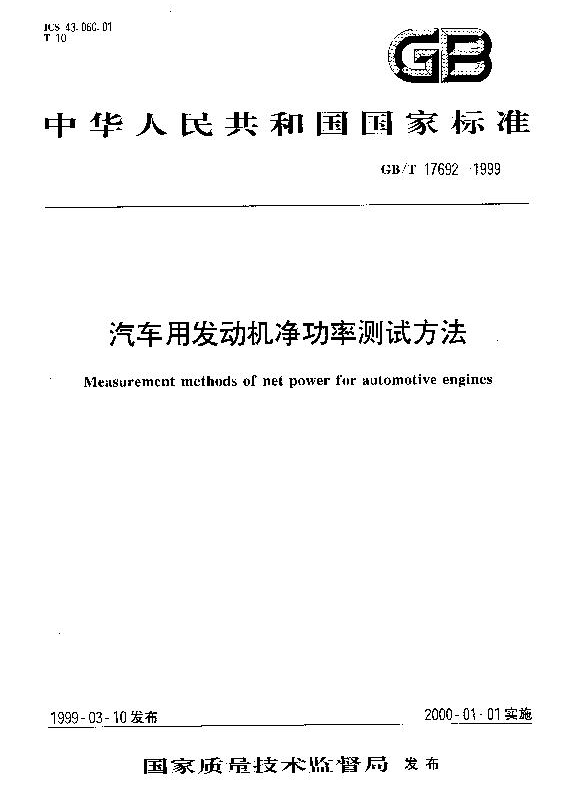 ICS 43.060.01
T 10
GB
中华人民共和国国家标准
GB/T 17692-1999
汽车用发动机净功率测试方法
Measurement methods of net power for automotive engines
1999-03-10发布
2000-01-01实施
国家质量技术监督局 发布